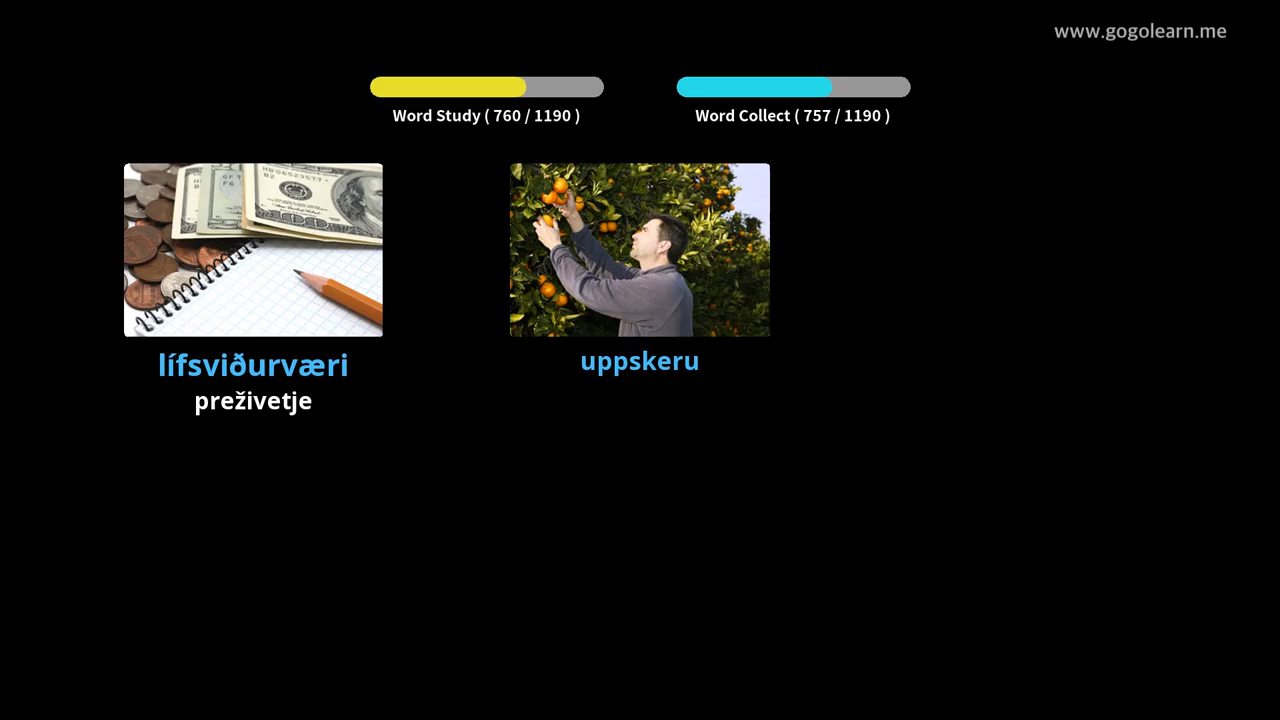 www.gogolearn.me
Word Study ( 760 / 1190 )
Word Collect ( 757 / 1190 )
lífsviðurværi
preživetje
uppskeru